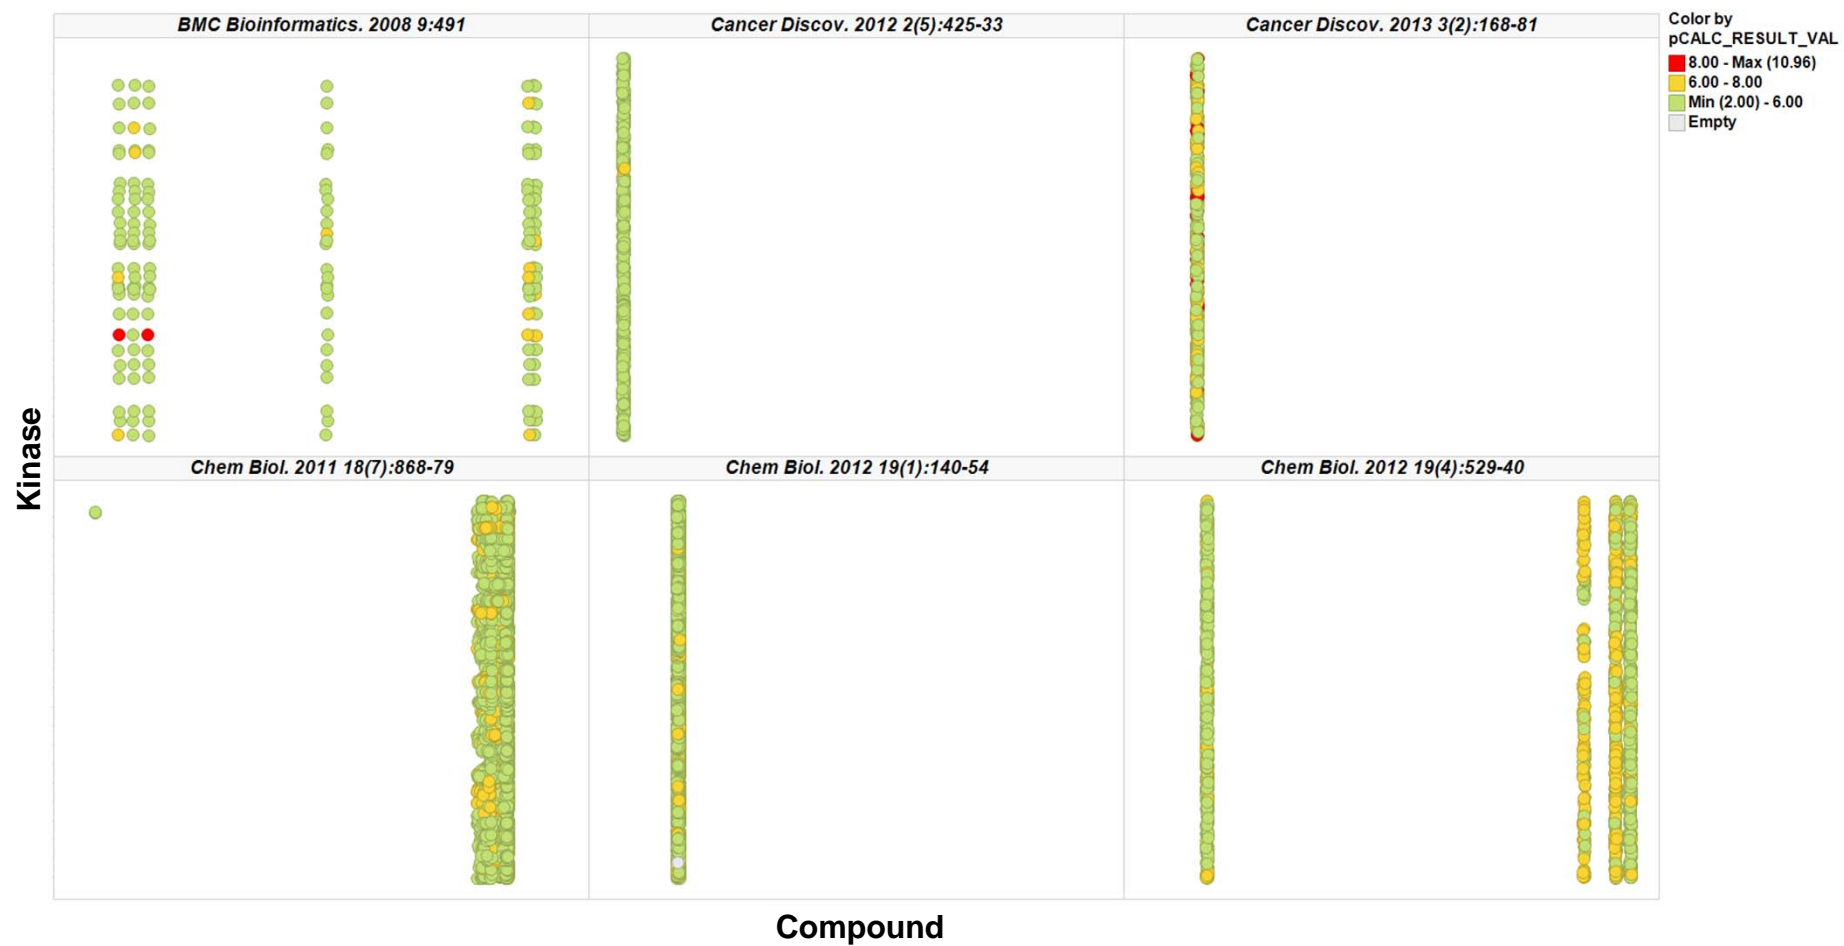 BMC Bioinformatics. 2008 9:491
Cancer Discov. 2012 2(5):425-33
Cancer Discov. 2013 3(2):168-81
Color by
pCALC_RESULT_VAL
8.00 - Max (10.96)
6.00 - 8.00
Min (2.00) - 6.00
Empty
Kinase
Chem Biol. 2011 18(7):868-79
Chem Biol. 2012 19(1):140-54
Chem Biol. 2012 19(4):529-40
Compound